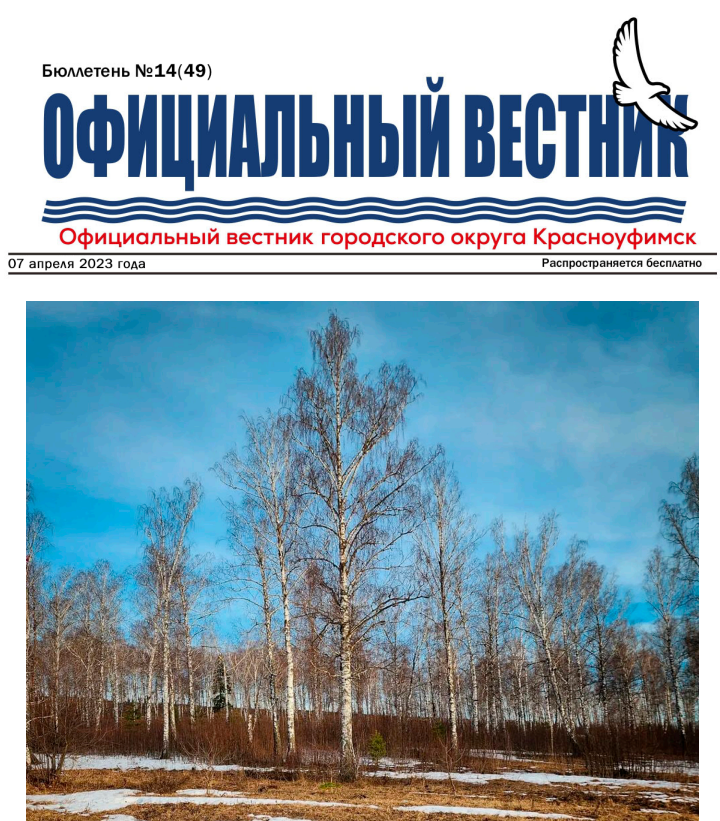 Бюллетень №14(49)
ОФИЦИАЛЬНЫЙ ВЕСТНИК
Официальный вестник городского округа Красноуфимск
07 апреля 2023 года
Распространяется бесплатно